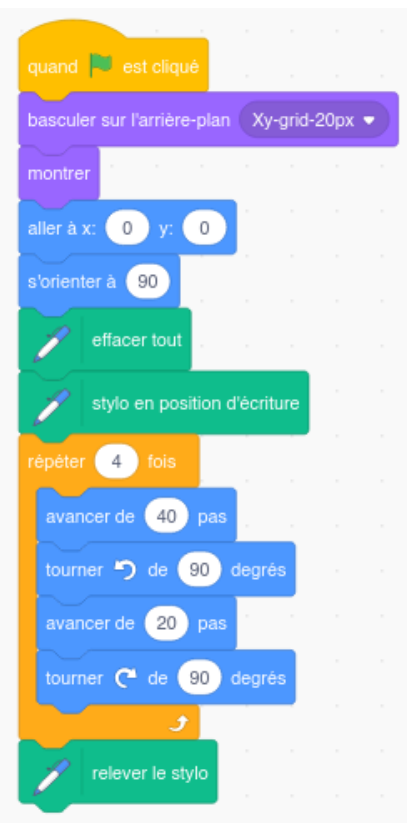 quand est cliqué
basculer sur l'arrière-plan Xy-grid-20px
montrer
aller à x: 0 y: 0
s'orienter à 90
effacer tout
stylo en position d'écriture
répéter 4 fois
avancer de 40 pas
tourner de 90 degrés
avancer de 20 pas
tourner de 90 degrés
relever le stylo